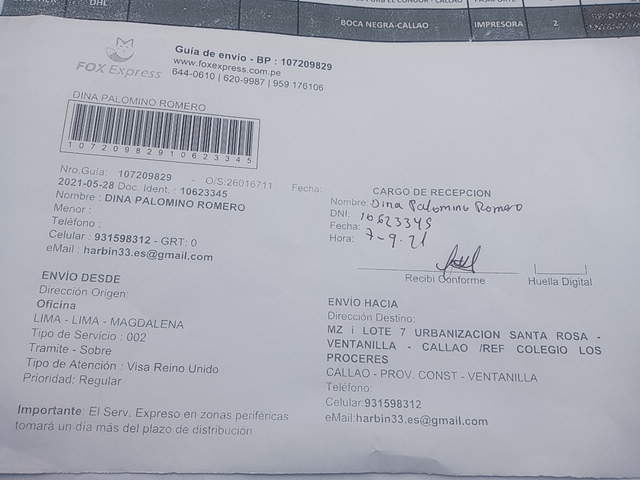 DHL
BOCA NEGRA-CALLAO IMPRESORA 2
FOX Express
Guía de envío - BP : 107209829
www.foxexpress.com.pe
644-0610 | 620-9987 | 959 176106
DINA PALOMINO ROMERO
10720982910623345
Nro.Guía: 107209829 - O/S:26016711
2021-05-28 Doc. Ident. : 10623345
Nombre : DINA PALOMINO ROMERO
Menor :
Teléfono :
Celular : 931598312 - GRT: 0
eMail : harbin33.es@gmail.com
ENVÍO DESDE
Dirección Origen:
Oficina
LIMA - LIMA - MAGDALENA
Tipo de Servicio : 002
Tramite - Sobre
Tipo de Atención : Visa Reino Unido
Prioridad: Regular
Importante: El Serv. Expreso en zonas periféricas
tomará un día más del plazo de distribución
Fecha:
CARGO DE RECEPCION
Nombre: Dina Palomino Romero
DNI: 10623345
Fecha: 7-9-21
Hora:
Recibí Conforme Huella Digital
ENVÍO HACIA
Dirección Destino:
MZ i LOTE 7 URBANIZACION SANTA ROSA -
VENTANILLA - CALLAO /REF COLEGIO LOS
PROCERES
CALLAO - PROV. CONST - VENTANILLA
Teléfono:
Celular:931598312
eMail:harbin33.es@gmail.com